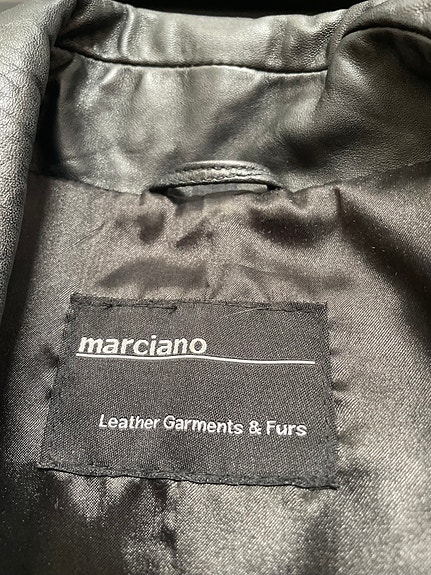 marciano
Leather Garments & Furs